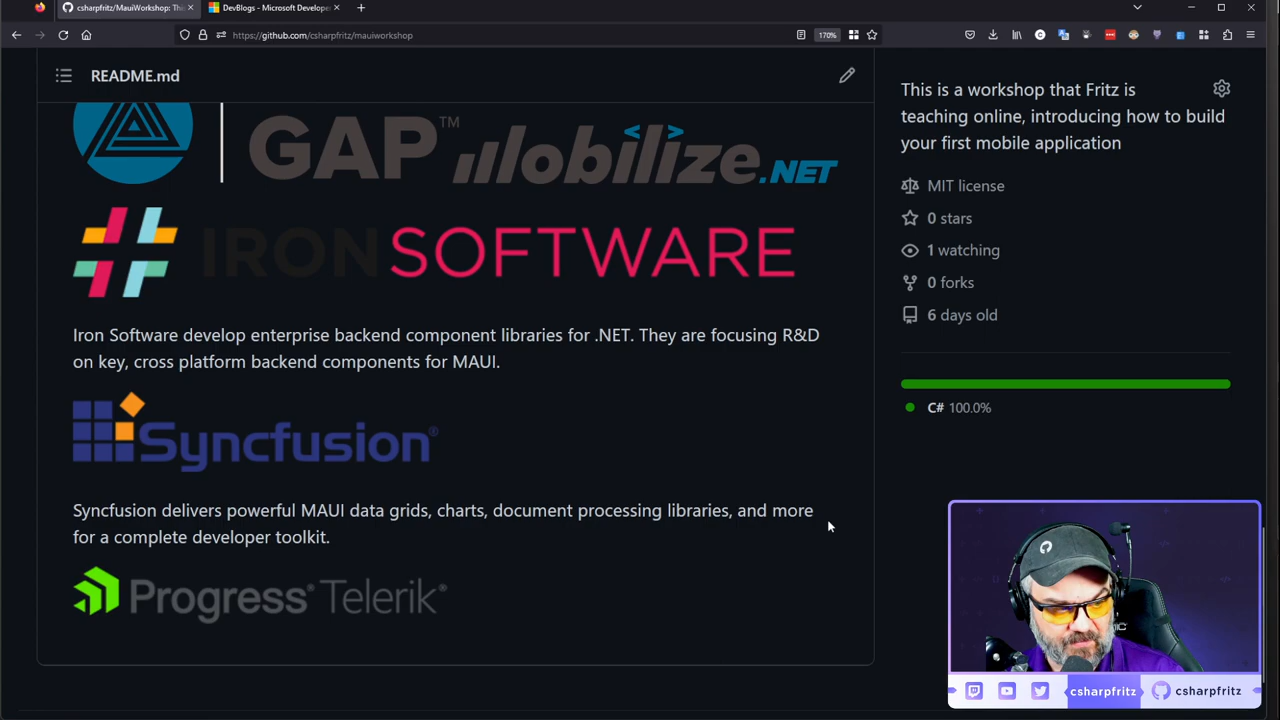 csharpfritz/MauiWorkshop: Thi
DevBlogs - Microsoft Develope
https://github.com/csharpfritz/mauiworkshop
170%
README.md
GAP™
mobilize.NET
IRON SOFTWARE
Iron Software develop enterprise backend component libraries for .NET. They are focusing R&D
on key, cross platform backend components for MAUI.
Syncfusion®
Syncfusion delivers powerful MAUI data grids, charts, document processing libraries, and more
for a complete developer toolkit.
Progress® Telerik®
This is a workshop that Fritz is
teaching online, introducing how to build
your first mobile application
MIT license
0 stars
1 watching
0 forks
6 days old
C# 100.0%
csharpfritz
csharpfritz